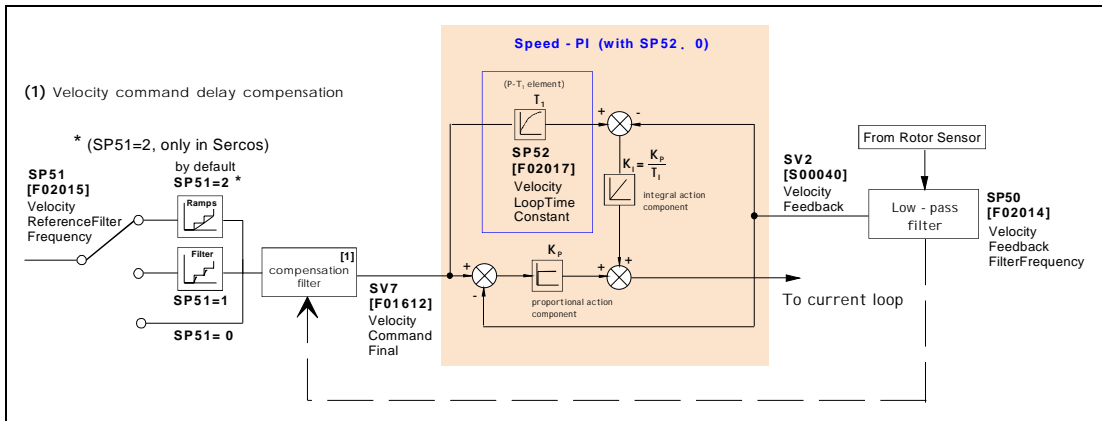 Speed - PI (with SP52 . 0)
(1) Velocity command delay compensation
* (SP51=2, only in Sercos)
by default
SP51=2 *
SP51
[F02015]
Velocity
ReferenceFilter
Frequency
Ramps
Filter
SP51=1
SP51= 0
[1]
compensation
filter
SV7
[F01612]
Velocity
Command
Final
(P-T1 element)
T1
SP52
[F02017]
Velocity
LoopTime
Constant
+
-
KI = KP
TI
integral action
component
+
-
KP
proportional action
component
+
+
SV2
[S00040]
Velocity
Feedback
From Rotor Sensor
Low - pass
filter
SP50
[F02014]
Velocity
Feedback
FilterFrequency
To current loop